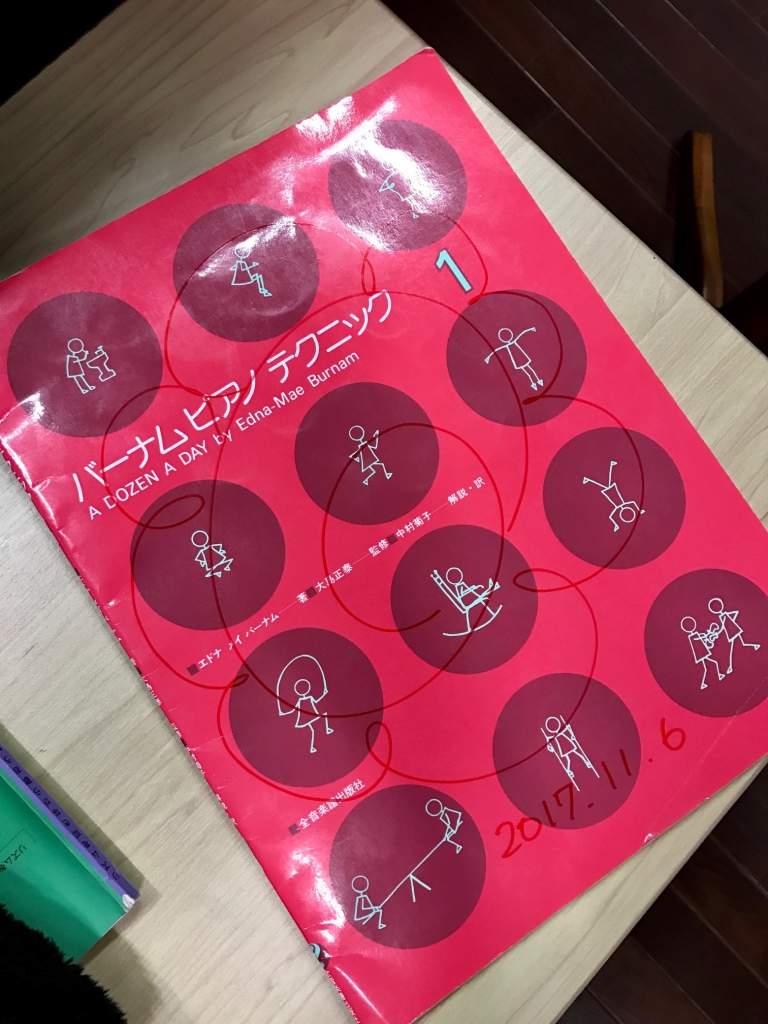 1
バーナムピアノテクニック
A DOZEN A DAY by Edna-Mae Burnam
■エドナ メイ バーナム——著■大島正泰——監修■中村菊子——解説・訳
■全音楽譜出版社
2017.11.6